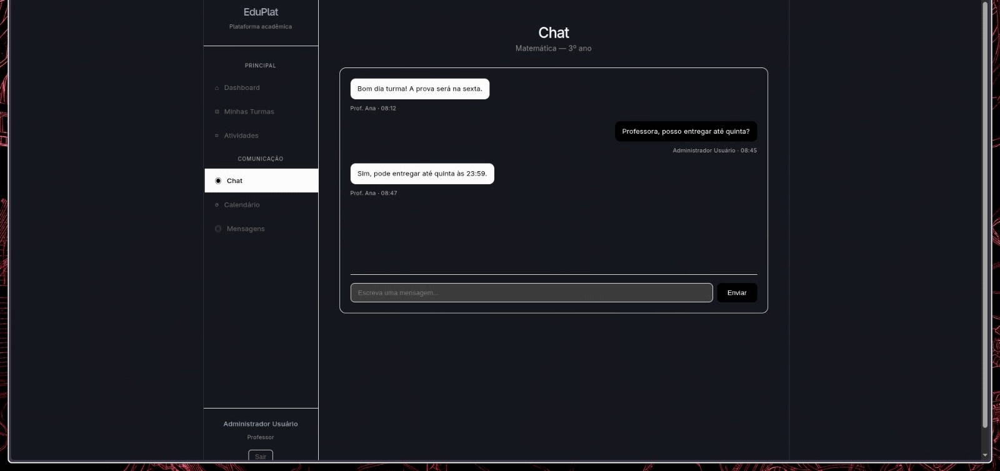 EduPlat
Plataforma acadêmica
PRINCIPAL
Dashboard
Minhas Turmas
Atividades
COMUNICAÇÃO
Chat
Calendário
Mensagens
Administrador Usuário
Professor
Sair
Chat
Matemática — 3º ano
Bom dia turma! A prova será na sexta.
Prof. Ana · 08:12
Professora, posso entregar até quinta?
Administrador Usuário · 08:45
Sim, pode entregar até quinta às 23:59.
Prof. Ana · 08:47
Escreva uma mensagem...
Enviar